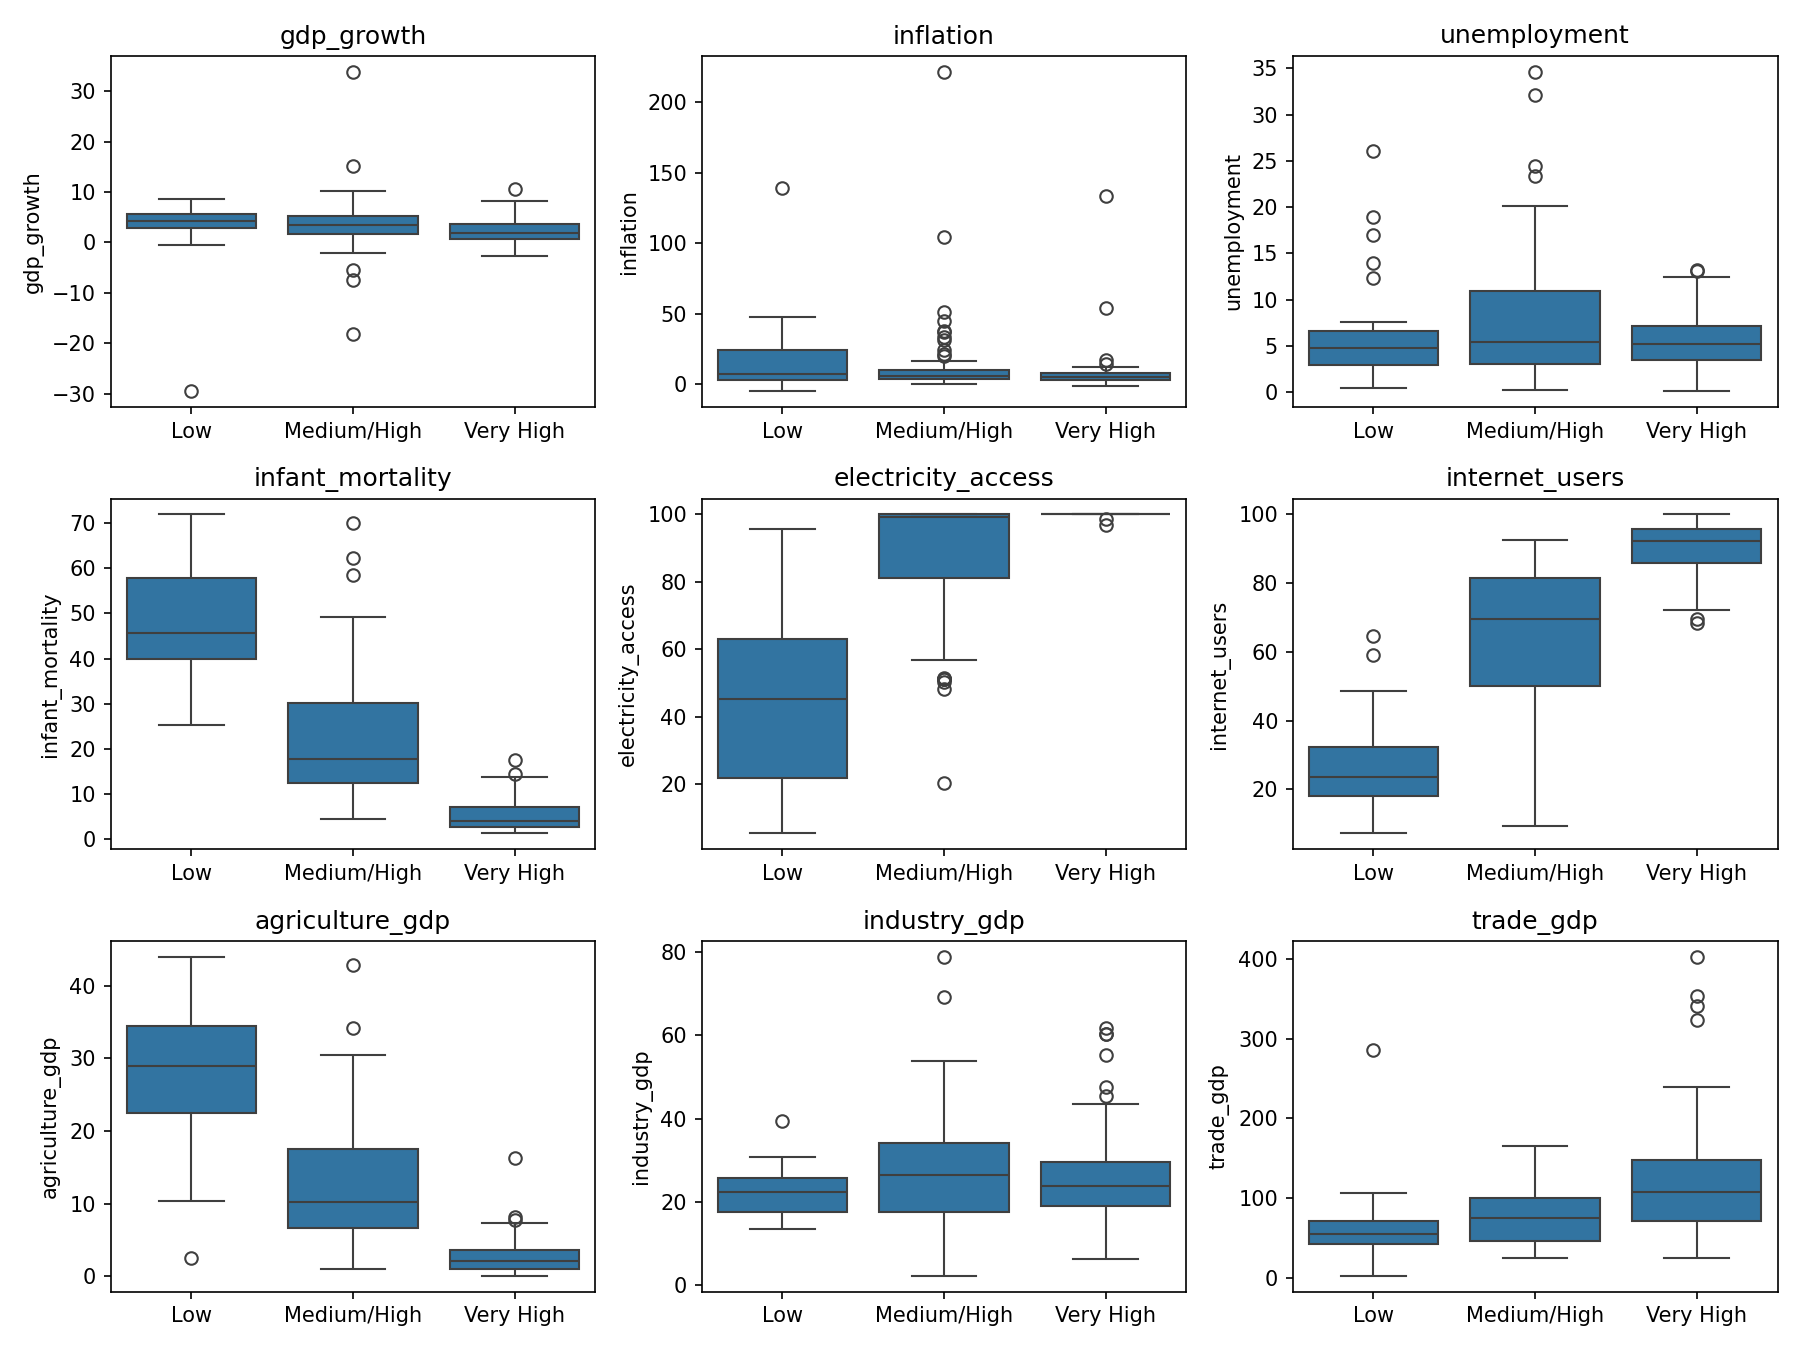 gdp_growth
gdp_growth
30
20
10
0
−10
−20
−30
Low Medium/High Very High
inflation
inflation
200
150
100
50
0
Low Medium/High Very High
unemployment
unemployment
35
30
25
20
15
10
5
0
Low Medium/High Very High
infant_mortality
infant_mortality
70
60
50
40
30
20
10
0
Low Medium/High Very High
electricity_access
electricity_access
100
80
60
40
20
Low Medium/High Very High
internet_users
internet_users
100
80
60
40
20
Low Medium/High Very High
agriculture_gdp
agriculture_gdp
40
30
20
10
0
Low Medium/High Very High
industry_gdp
industry_gdp
80
60
40
20
0
Low Medium/High Very High
trade_gdp
trade_gdp
400
300
200
100
0
Low Medium/High Very High